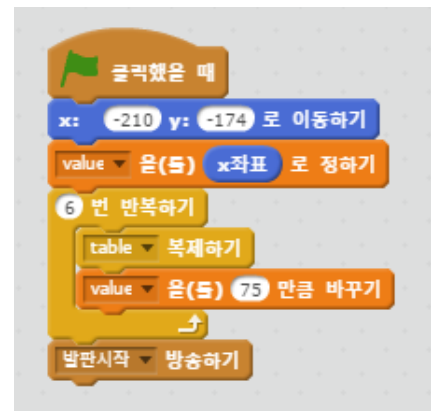 클릭했을 때
x: -210 y: -174 로 이동하기
value 을(를) x좌표 로 정하기
6 번 반복하기
table 복제하기
value 을(를) 75 만큼 바꾸기
발판시작 방송하기